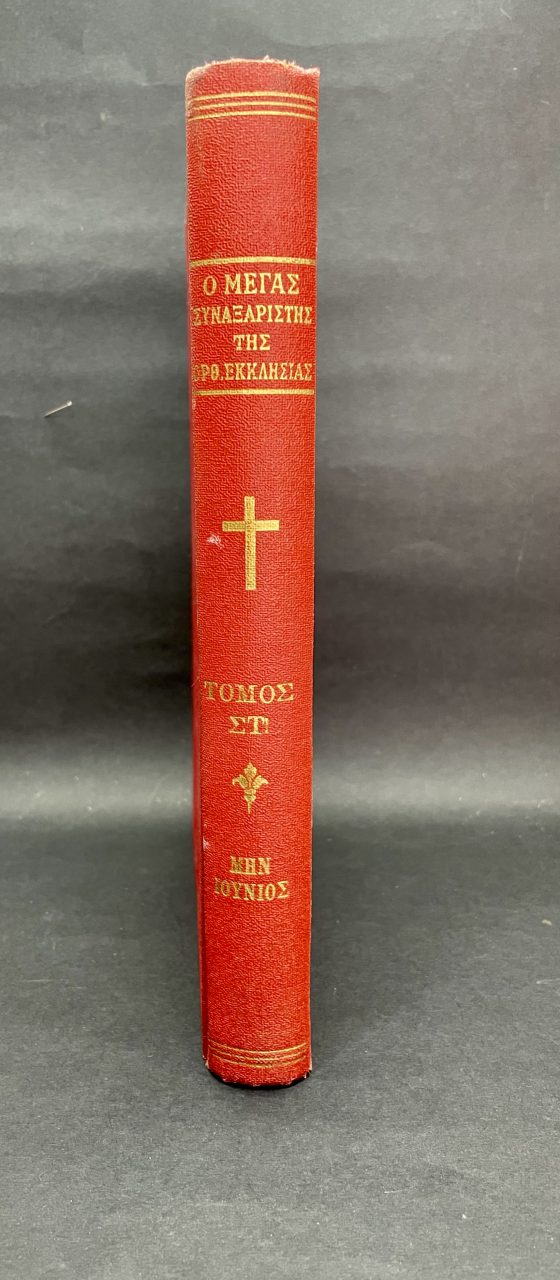 Ο ΜΕΓΑΣ
ΣΥΝΑΞΑΡΙΣΤΗΣ
ΤΗΣ
ΟΡΘ. ΕΚΚΛΗΣΙΑΣ
ΤΟΜΟΣ
ΣΤ!
ΜΗΝ
ΙΟΥΝΙΟΣ